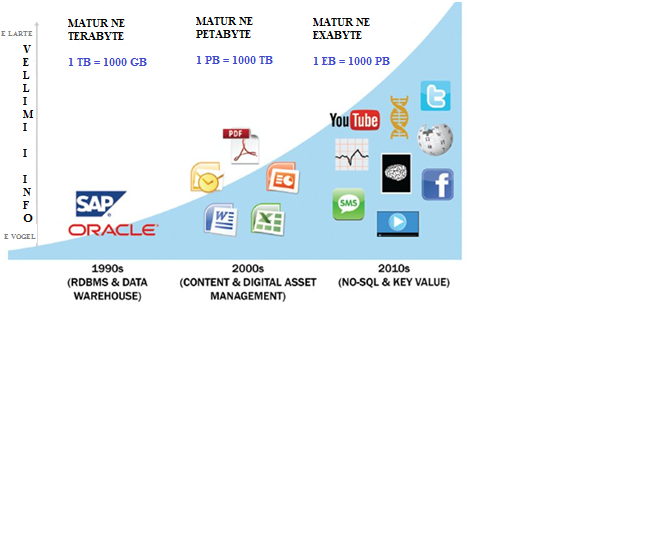 MATUR NE
TERABYTE
1 TB = 1000 GB
MATUR NE
PETABYTE
1 PB = 1000 TB
MATUR NE
EXABYTE
1 EB = 1000 PB
E LARTE
VELLIMI I INFO
E VOGEL
PDF
SAP
ORACLE
YouTube
SMS
1990s
(RDBMS & DATA
WAREHOUSE)
2000s
(CONTENT & DIGITAL ASSET
MANAGEMENT)
2010s
(NO-SQL & KEY VALUE)